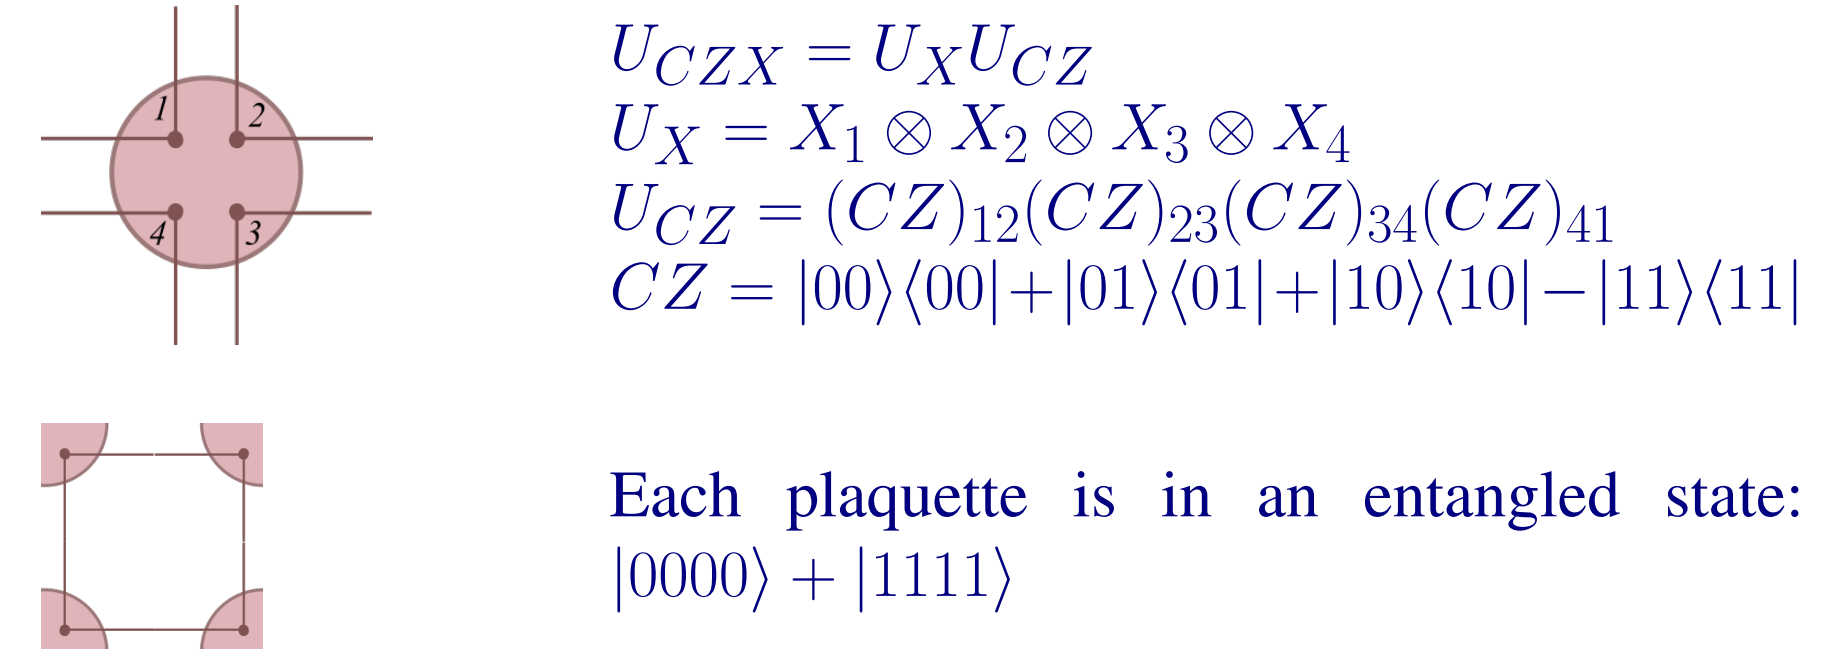 1 2
4 3
U_{CZX} = U_X U_{CZ}
U_X = X_1 ⊗ X_2 ⊗ X_3 ⊗ X_4
U_{CZ} = (CZ)_{12}(CZ)_{23}(CZ)_{34}(CZ)_{41}
CZ = |00⟩⟨00|+|01⟩⟨01|+|10⟩⟨10|−|11⟩⟨11|
Each plaquette is in an entangled state:
|0000⟩ + |1111⟩